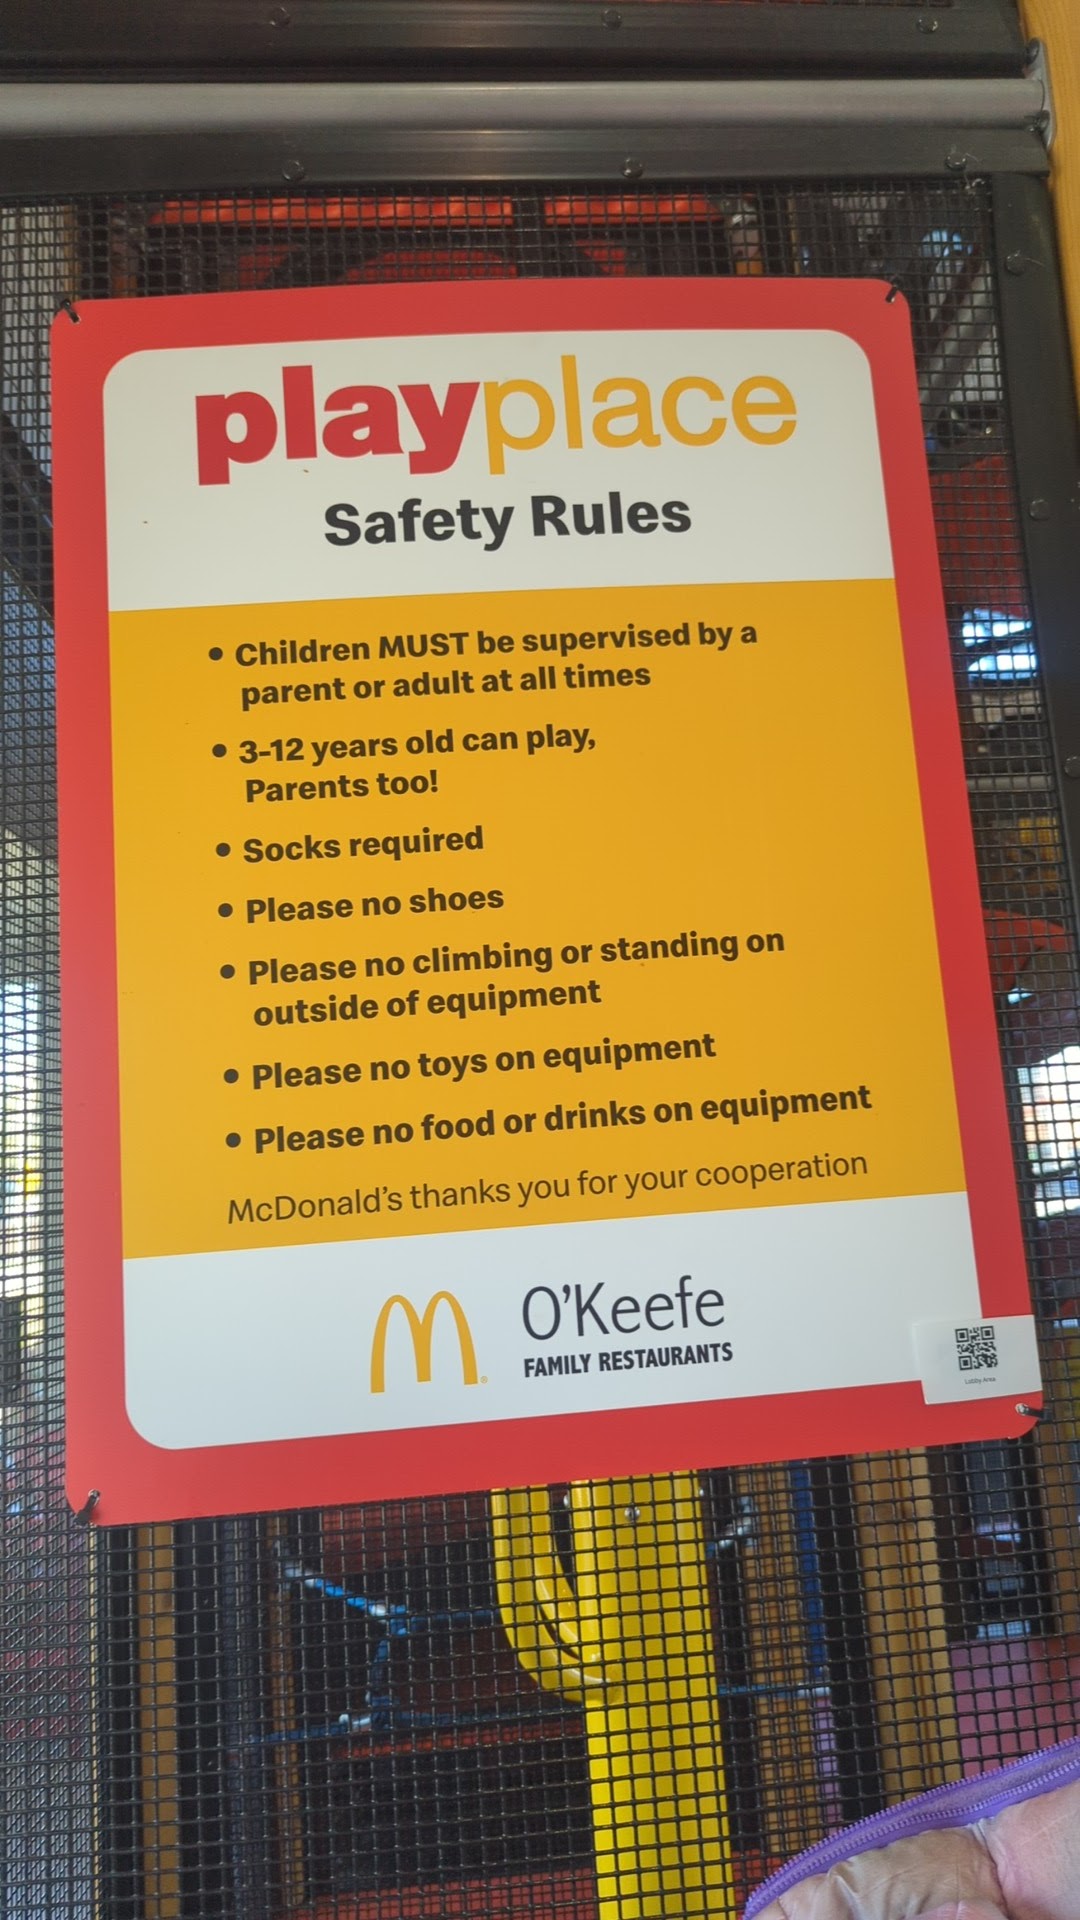 playplace
Safety Rules
• Children MUST be supervised by a
parent or adult at all times
• 3-12 years old can play,
Parents too!
• Socks required
• Please no shoes
• Please no climbing or standing on
outside of equipment
• Please no toys on equipment
• Please no food or drinks on equipment
McDonald's thanks you for your cooperation
O'Keefe
FAMILY RESTAURANTS
Lobby Area